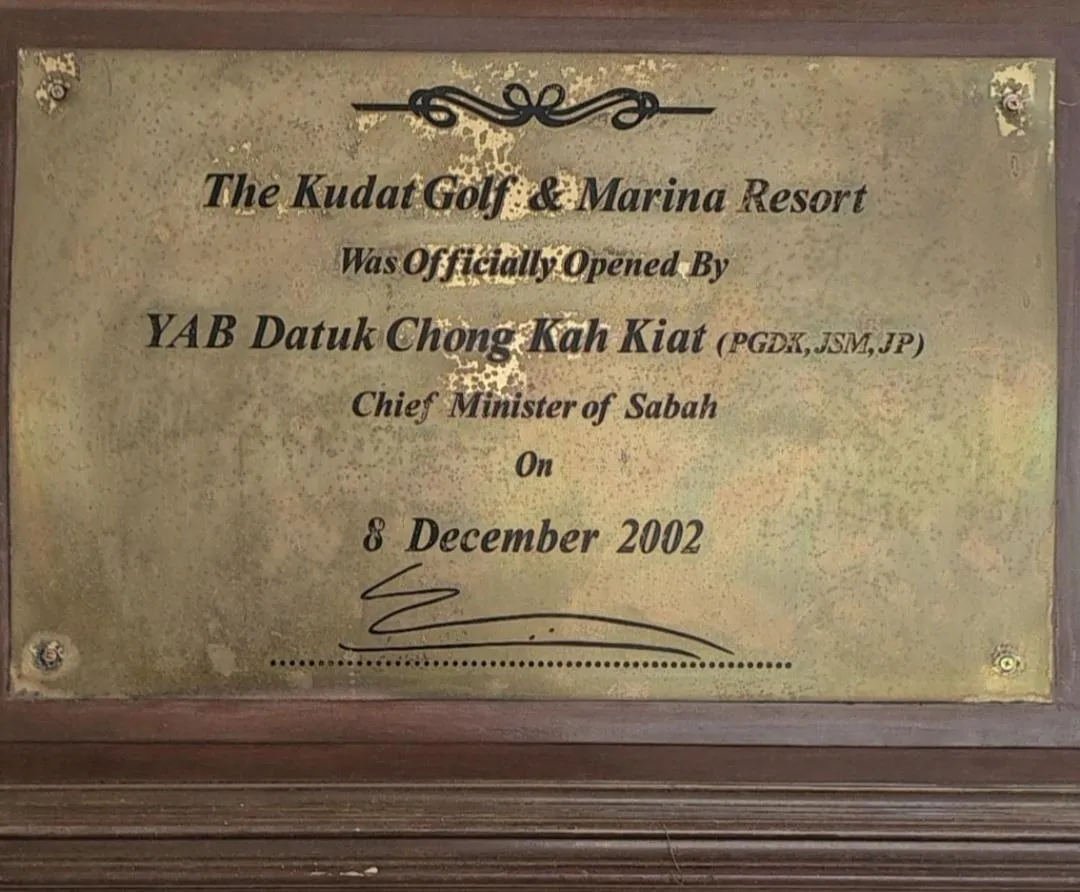 The Kudat Golf & Marina Resort
Was Officially Opened By
YAB Datuk Chong Kah Kiat (PGDK, JSM, JP)
Chief Minister of Sabah
On
8 December 2002